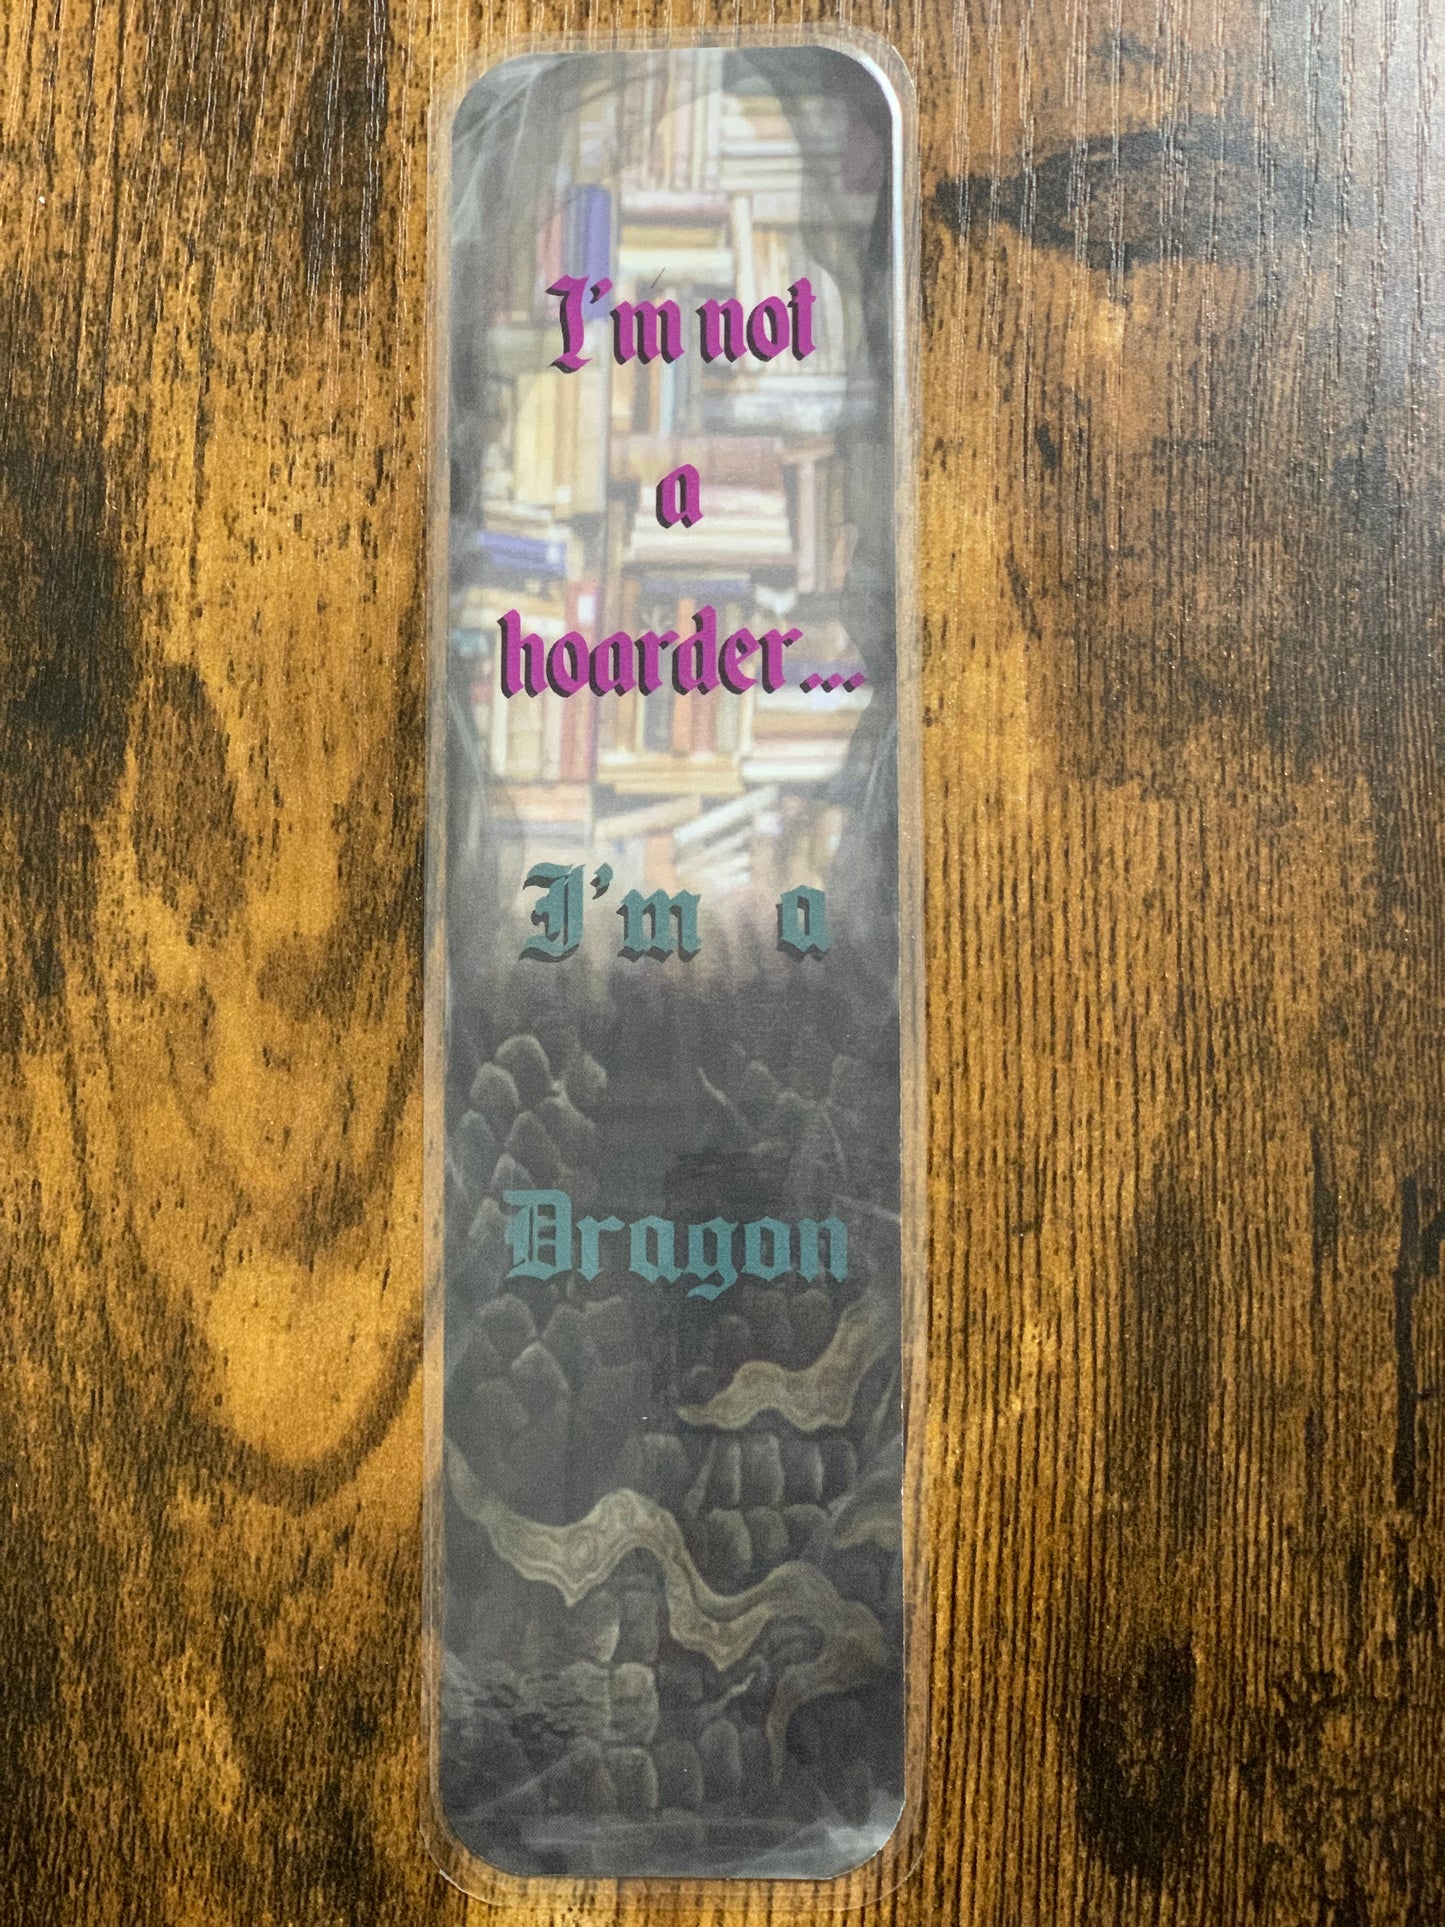 I'm not
a
hoarder...
I'm a
Dragon